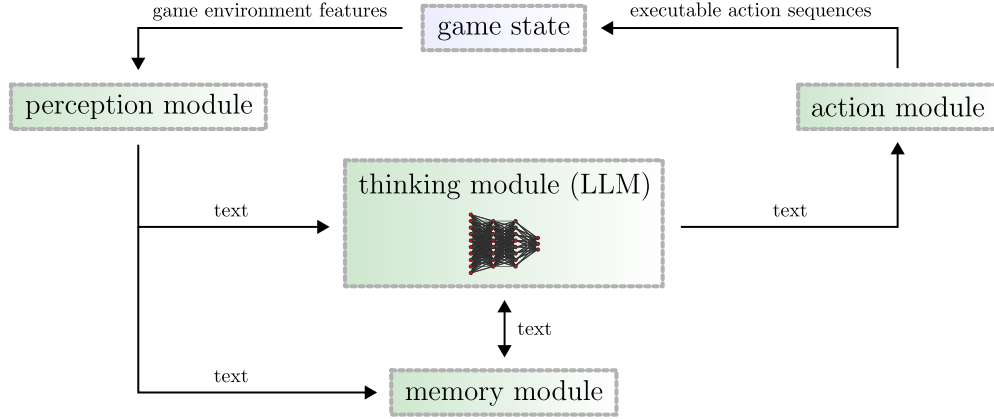 game environment features
executable action sequences
game state
perception module
action module
thinking module (LLM)
text
text
text
text
memory module